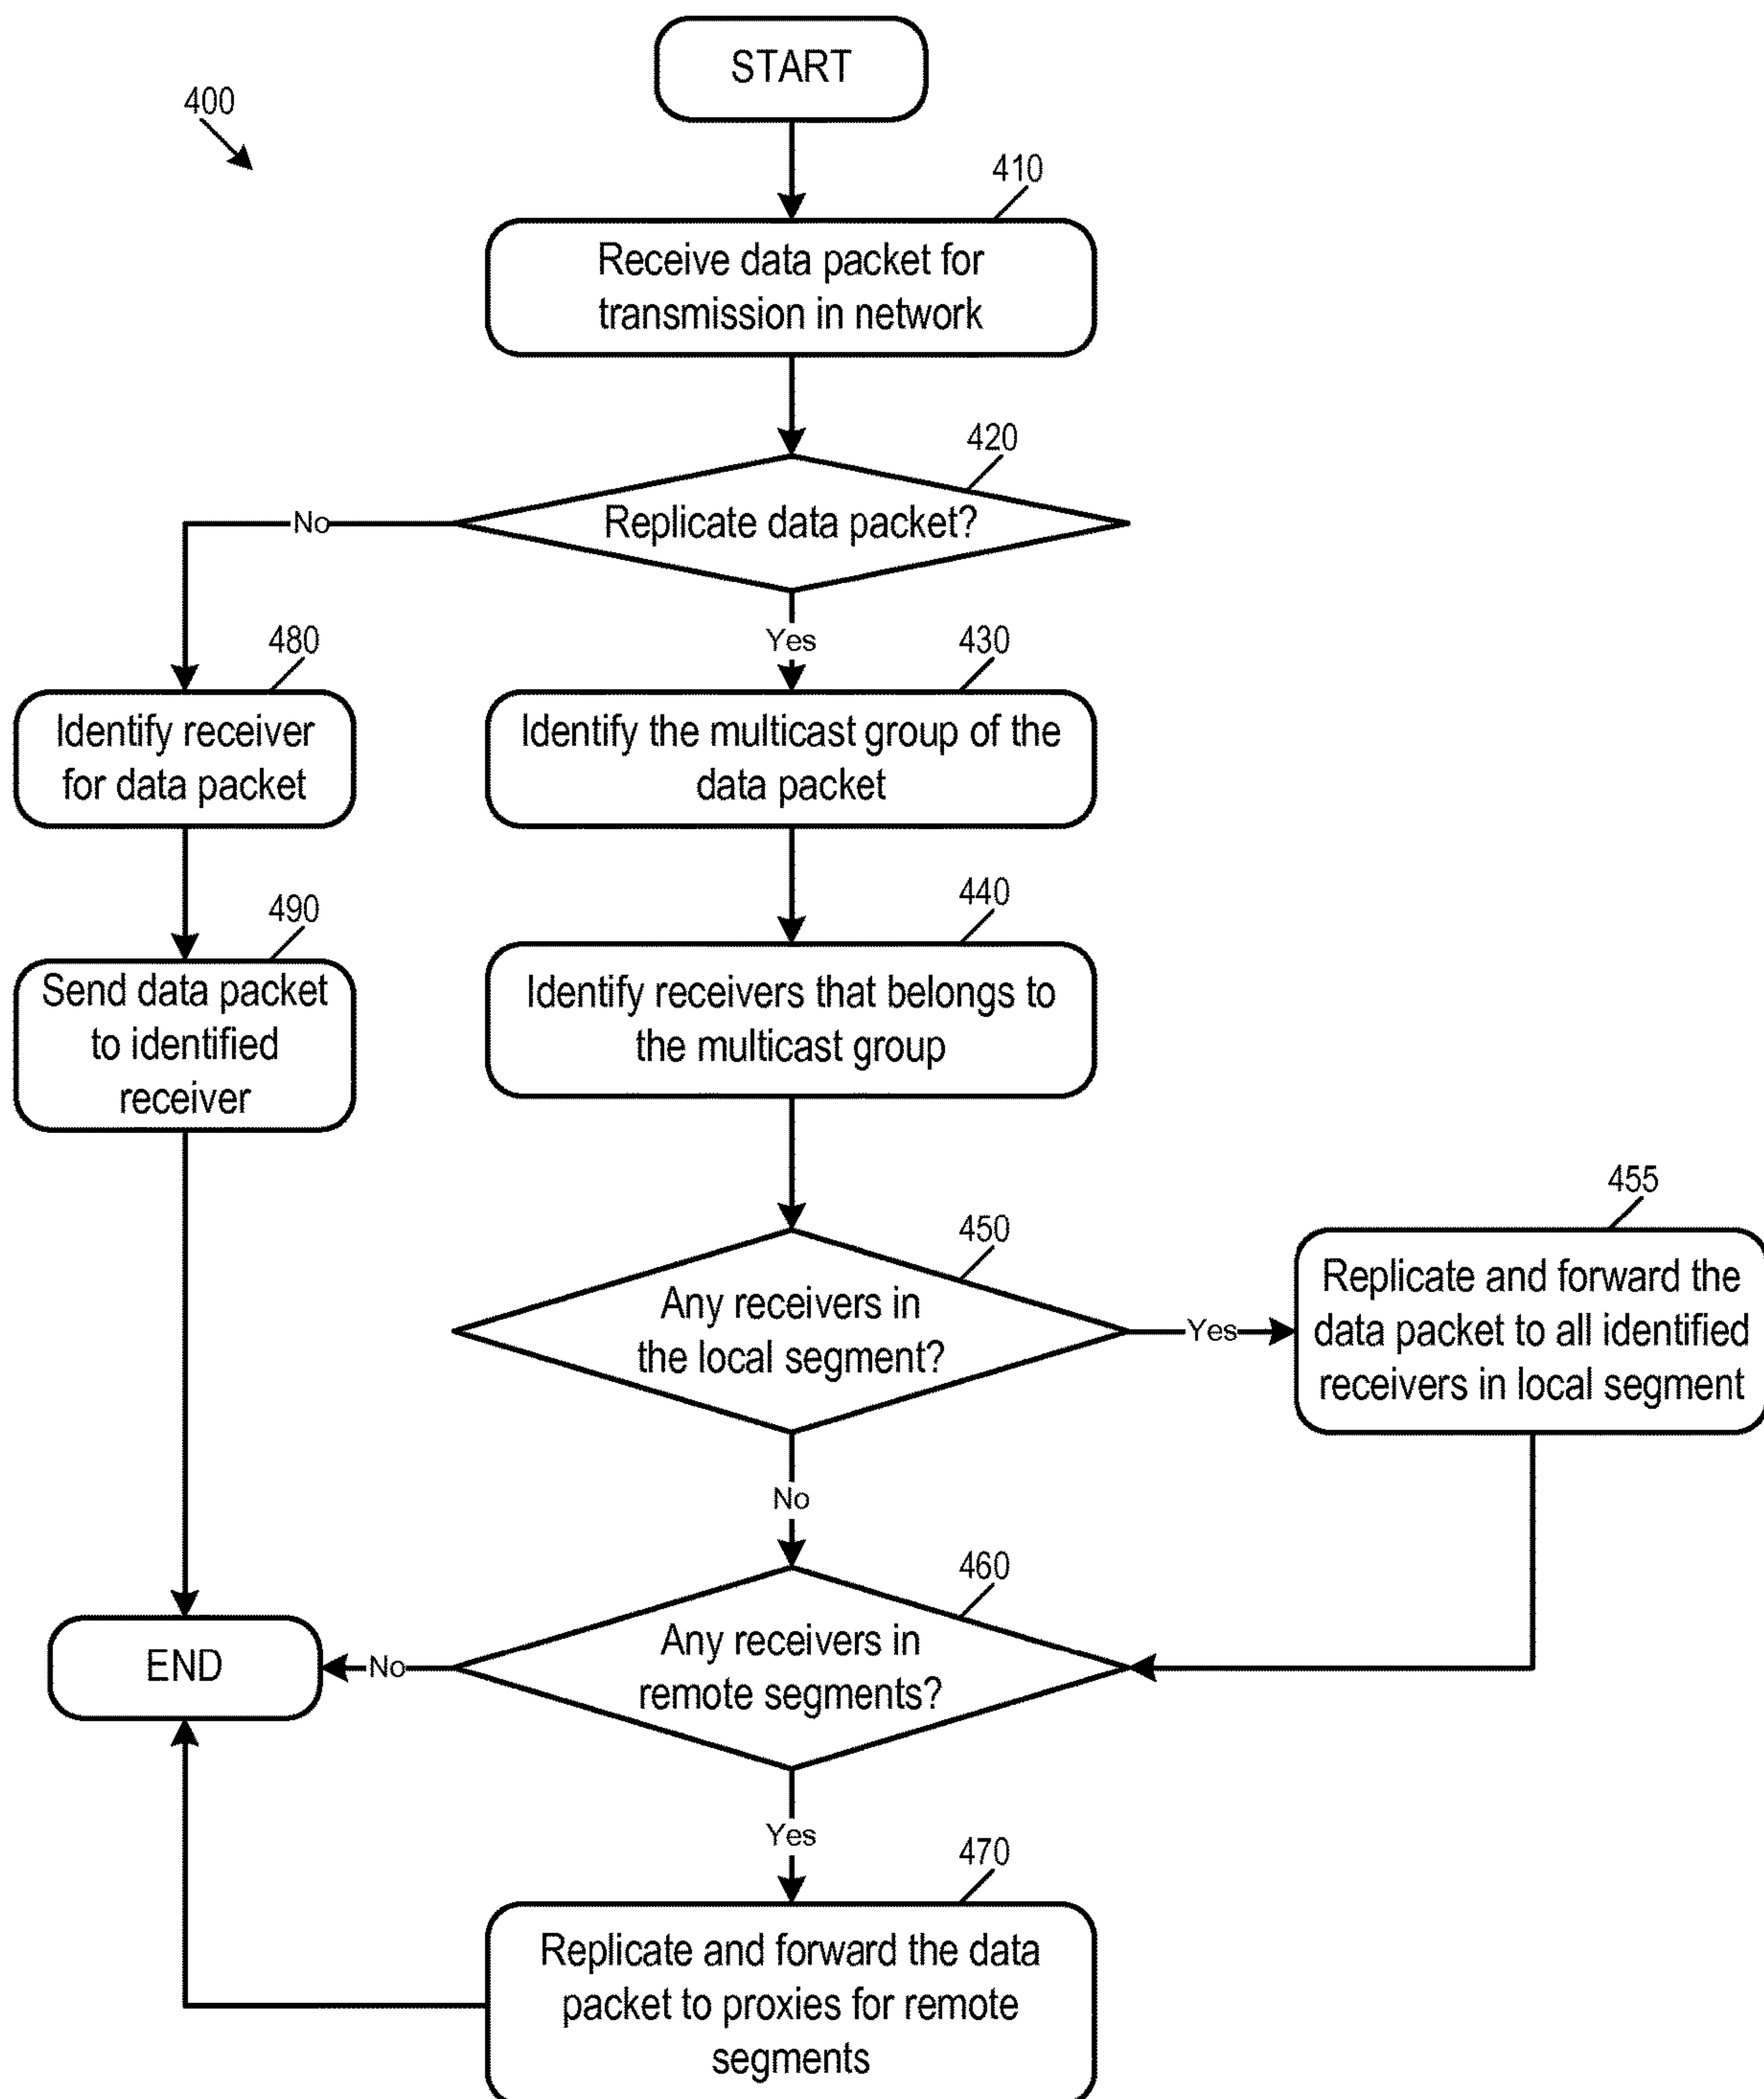 START
400
410
Receive data packet for
transmission in network
420
Replicate data packet?
No
Yes
480
430
Identify receiver
for data packet
Identify the multicast group of the
data packet
490
440
Send data packet
to identified
receiver
Identify receivers that belongs to
the multicast group
450
Any receivers in
the local segment?
Yes
455
Replicate and forward the
data packet to all identified
receivers in local segment
No
460
Any receivers in
remote segments?
No
END
Yes
470
Replicate and forward the data
packet to proxies for remote
segments